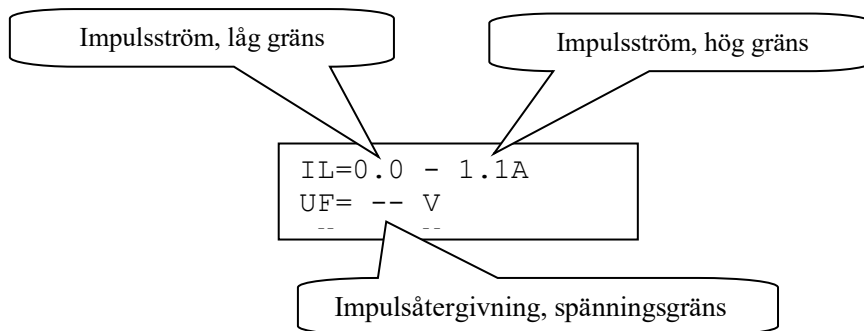 Impulsström, låg gräns
Impulsström, hög gräns
IL=0.0 - 1.1A
UF= -- V
-- --
Impulsåtergivning, spänningsgräns